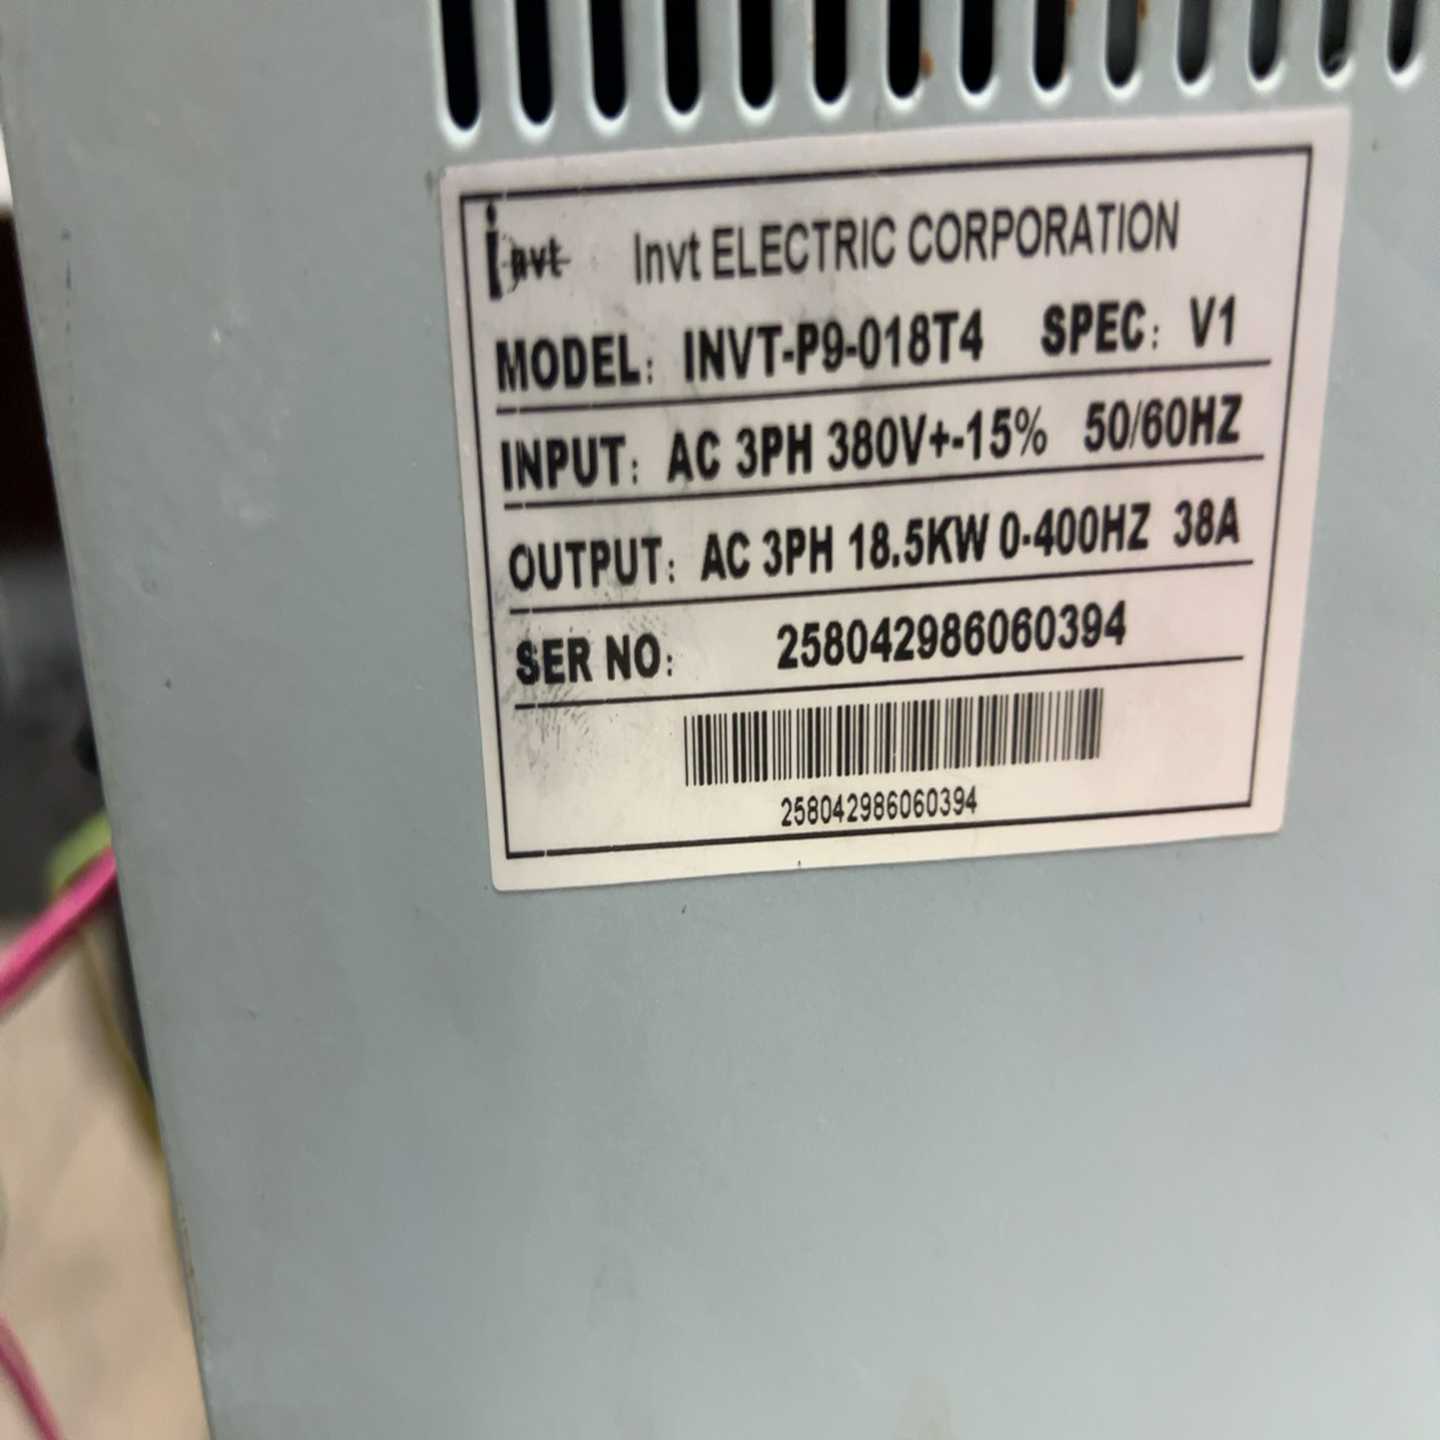 invt Invt ELECTRIC CORPORATION
MODEL: INVT-P9-018T4 SPEC: V1
INPUT: AC 3PH 380V+-15% 50/60HZ
OUTPUT: AC 3PH 18.5KW 0-400HZ 38A
SER NO: 258042986060394
258042986060394